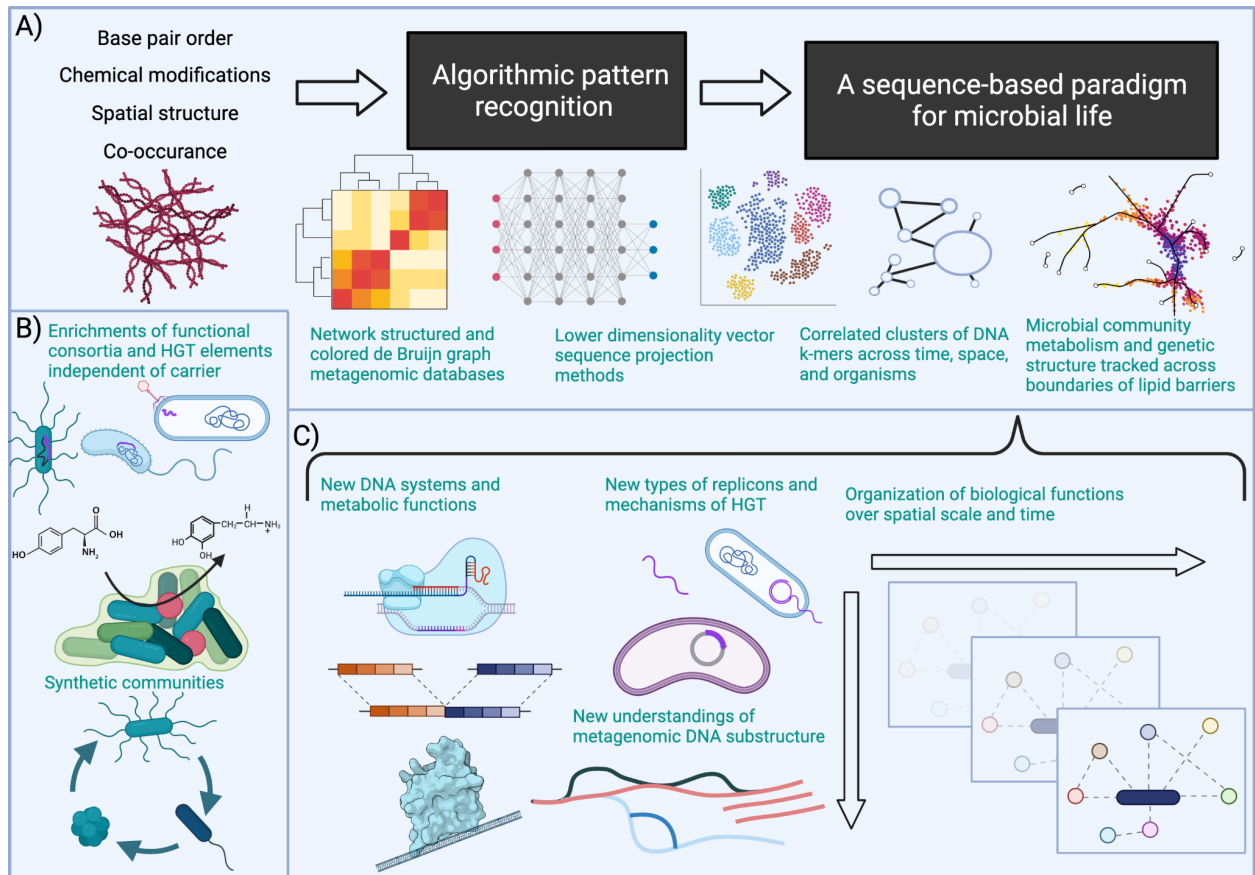 A)
Base pair order
Chemical modifications
Spatial structure
Co-occurance
Algorithmic pattern
recognition
A sequence-based paradigm
for microbial life
Network structured and
colored de Bruijn graph
metagenomic databases
Lower dimensionality vector
sequence projection
methods
Correlated clusters of DNA
k-mers across time, space,
and organisms
Microbial community
metabolism and genetic
structure tracked across
boundaries of lipid barriers
B)
Enrichments of functional
consortia and HGT elements
independent of carrier
O
OH
NH₂
HO
H
CH₂—CH—NH₃
+
HO
OH
Synthetic communities
C)
New DNA systems and
metabolic functions
New types of replicons and
mechanisms of HGT
New understandings of
metagenomic DNA substructure
Organization of biological functions
over spatial scale and time